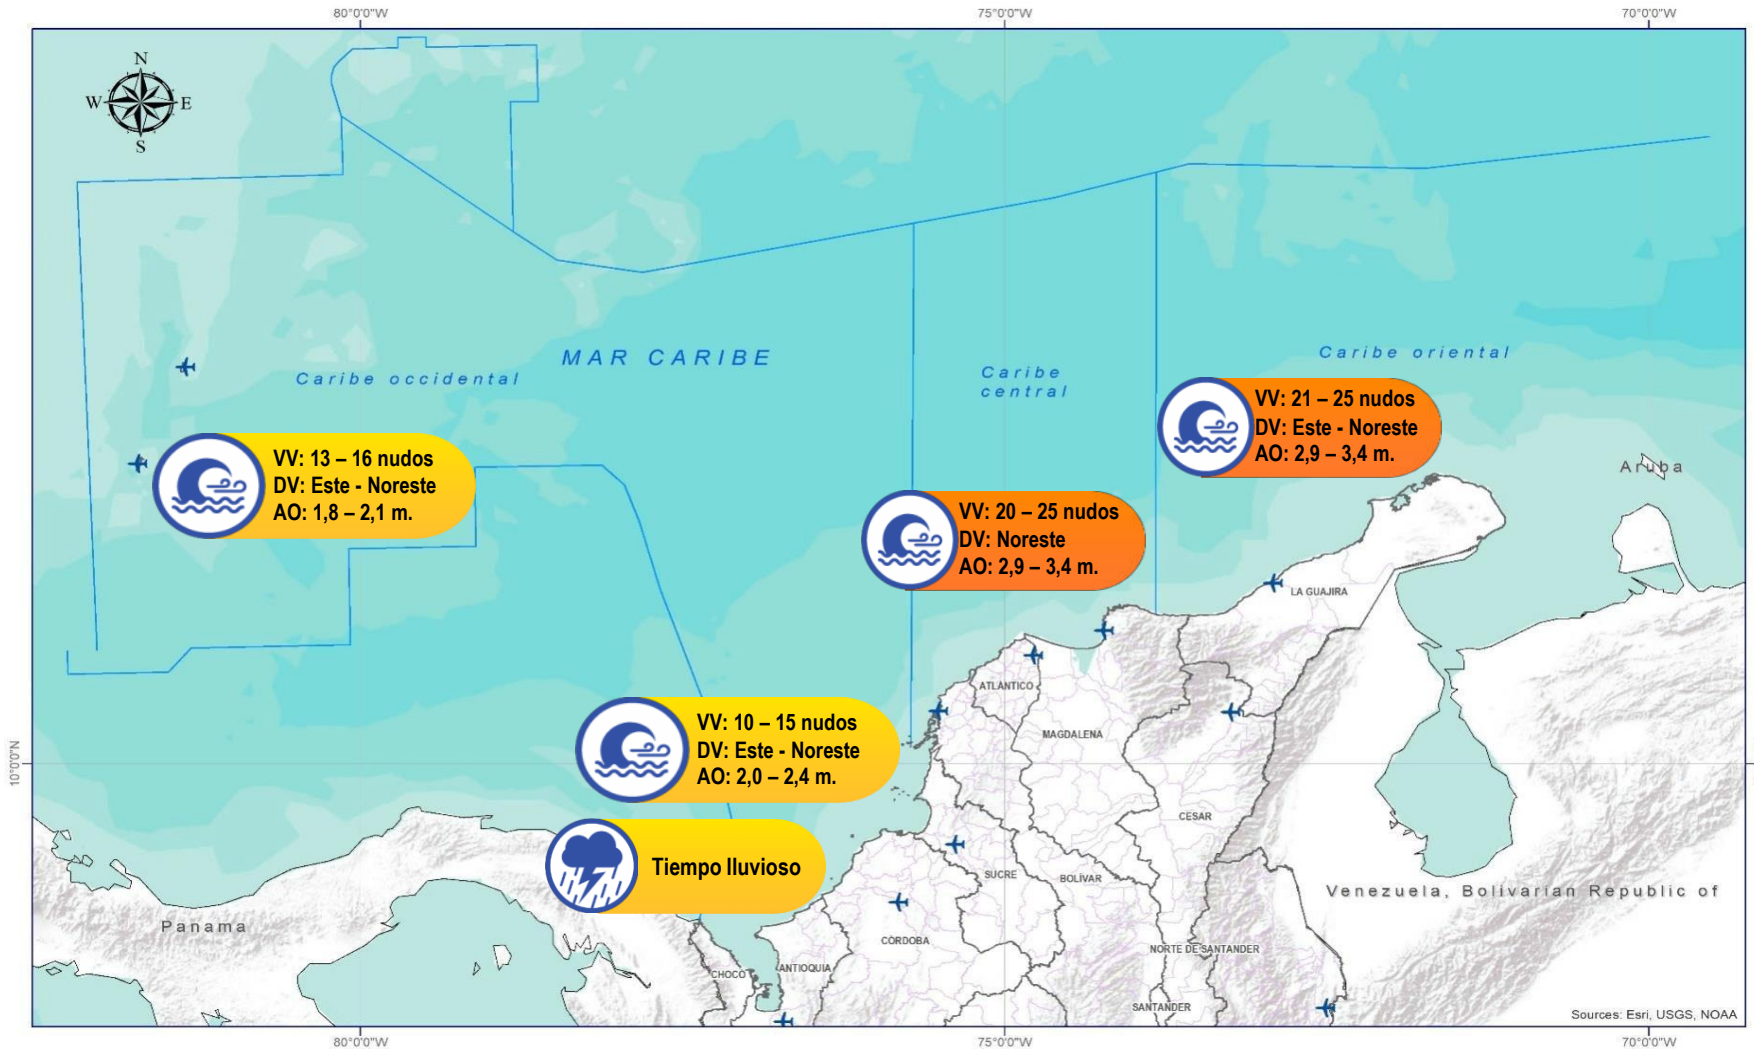 80°0'0"W
75°0'0"W
70°0'0"W
N
W
E
S
MAR CARIBE
Caribe occidental
Caribe
central
Caribe oriental
VV: 21 – 25 nudos
DV: Este - Noreste
AO: 2,9 – 3,4 m.
VV: 13 – 16 nudos
DV: Este - Noreste
AO: 1,8 – 2,1 m.
Aruba
VV: 20 – 25 nudos
DV: Noreste
AO: 2,9 – 3,4 m.
LA GUAJIRA
ATLÁNTICO
MAGDALENA
VV: 10 – 15 nudos
DV: Este - Noreste
AO: 2,0 – 2,4 m.
10°0'0"N
CESAR
Tiempo lluvioso
SUCRE
BOLÍVAR
Venezuela, Bolivarian Republic of
Panama
CÓRDOBA
NORTE DE SANTANDER
CHOCÓ
ANTIOQUIA
SANTANDER
Sources: Esri, USGS, NOAA
80°0'0"W
75°0'0"W
70°0'0"W